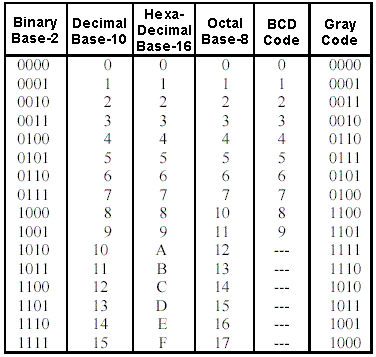 Binary Base-2 Decimal Base-10 Hexa-Decimal Base-16 Octal Base-8 BCD Code Gray Code
0000 0 0 0 0 0000
0001 1 1 1 1 0001
0010 2 2 2 2 0011
0011 3 3 3 3 0010
0100 4 4 4 4 0110
0101 5 5 5 5 0111
0110 6 6 6 6 0101
0111 7 7 7 7 0100
1000 8 8 10 8 1100
1001 9 9 11 9 1101
1010 10 A 12 --- 1111
1011 11 B 13 --- 1110
1100 12 C 14 --- 1010
1101 13 D 15 --- 1011
1110 14 E 16 --- 1001
1111 15 F 17 --- 1000